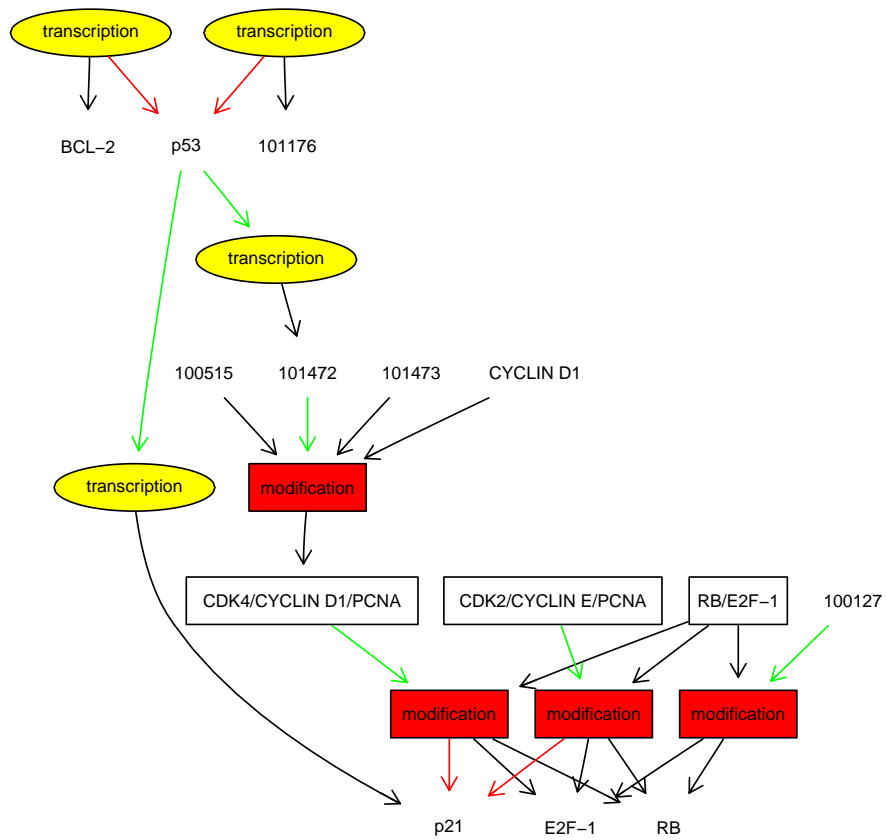 transcription
transcription
BCL−2
p53
101176
transcription
100515
101472
101473
CYCLIN D1
transcription
modification
CDK4/CYCLIN D1/PCNA
CDK2/CYCLIN E/PCNA
RB/E2F−1
100127
modification
modification
modification
p21
E2F−1
RB